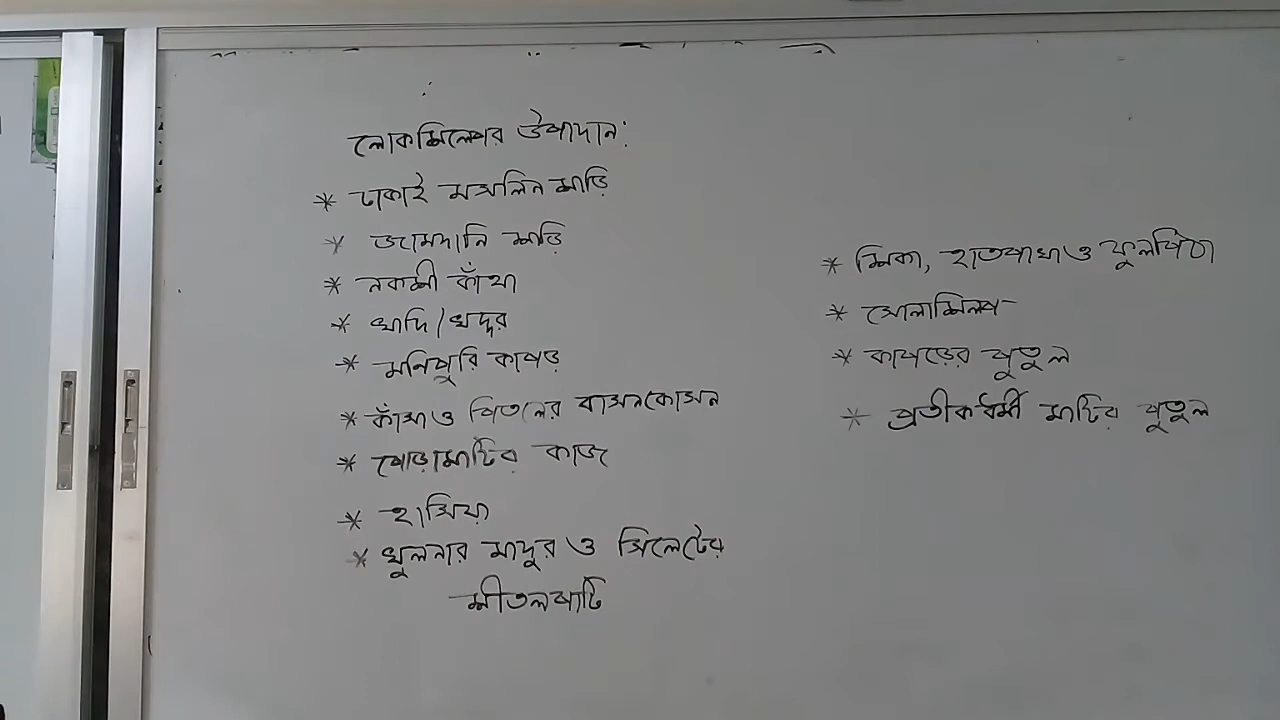 লোকশিল্পের উপাদান:
* ঢাকাই মসলিন শাড়ি
* জামদানি শাড়ি
* নকশী কাঁথা
* খাদি/খদ্দর
* মনিপুরি কাপড়
* কাঁসা ও পিতলের বাসনকোসন
* পোড়ামাটির কাজ
* হাসিয়া
* খুলনার মাদুর ও সিলেটের
শীতলপাটি
* শিকা, হাতপাখা ও ফুলপিঠা
* শোলাশিল্প
* কাপড়ের পুতুল
* প্রতীকধর্মী মাটির পুতুল